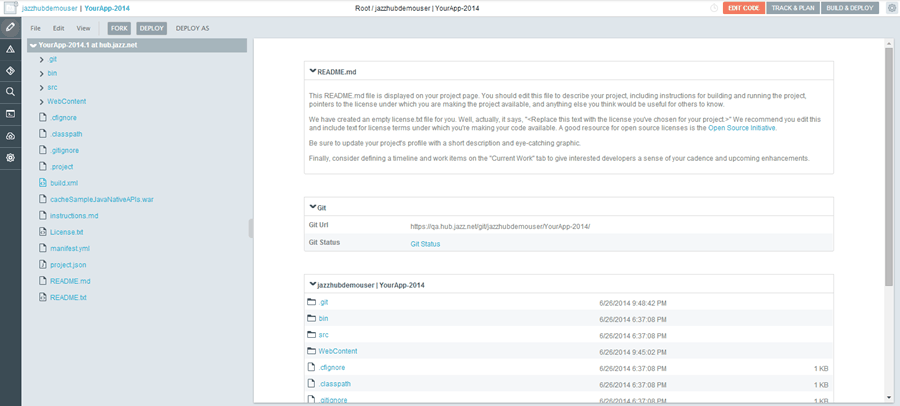 jazzhubdemouser | YourApp-2014
Root / jazzhubdemouser | YourApp-2014
EDIT CODE
TRACK & PLAN
BUILD & DEPLOY
File Edit View FORK DEPLOY DEPLOY AS
YourApp-2014.1 at hub.jazz.net
.git
bin
src
WebContent
.cfignore
.classpath
.gitignore
.project
build.xml
cacheSampleJavaNativeAPIs.war
instructions.md
License.txt
manifest.yml
project.json
README.md
README.txt
README.md
This README.md file is displayed on your project page. You should edit this file to describe your project, including instructions for building and running the project,
pointers to the license under which you are making the project available, and anything else you think would be useful for others to know.
We have created an empty license.txt file for you. Well, actually, it says, "<Replace this text with the license you've chosen for your project.>" We recommend you edit this
and include text for license terms under which you're making your code available. A good resource for open source licenses is the Open Source Initiative.
Be sure to update your project's profile with a short description and eye-catching graphic.
Finally, consider defining a timeline and work items on the "Current Work" tab to give interested developers a sense of your cadence and upcoming enhancements.
Git
Git Url https://qa.hub.jazz.net/git/jazzhubdemouser/YourApp-2014/
Git Status Git Status
jazzhubdemouser | YourApp-2014
.git 6/26/2014 9:48:42 PM
bin 6/26/2014 6:37:08 PM
src 6/26/2014 6:37:08 PM
WebContent 6/26/2014 9:45:02 PM
.cfignore 6/26/2014 6:37:08 PM 1 KB
.classpath 6/26/2014 6:37:08 PM 1 KB
.gitignore 6/26/2014 6:37:08 PM 1 KB